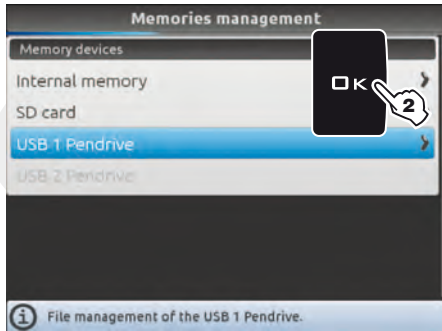 Memories management
Memory devices
Internal memory
OK
2
SD card
USB 1 Pendrive
USB 2 Pendrive
File management of the USB 1 Pendrive.